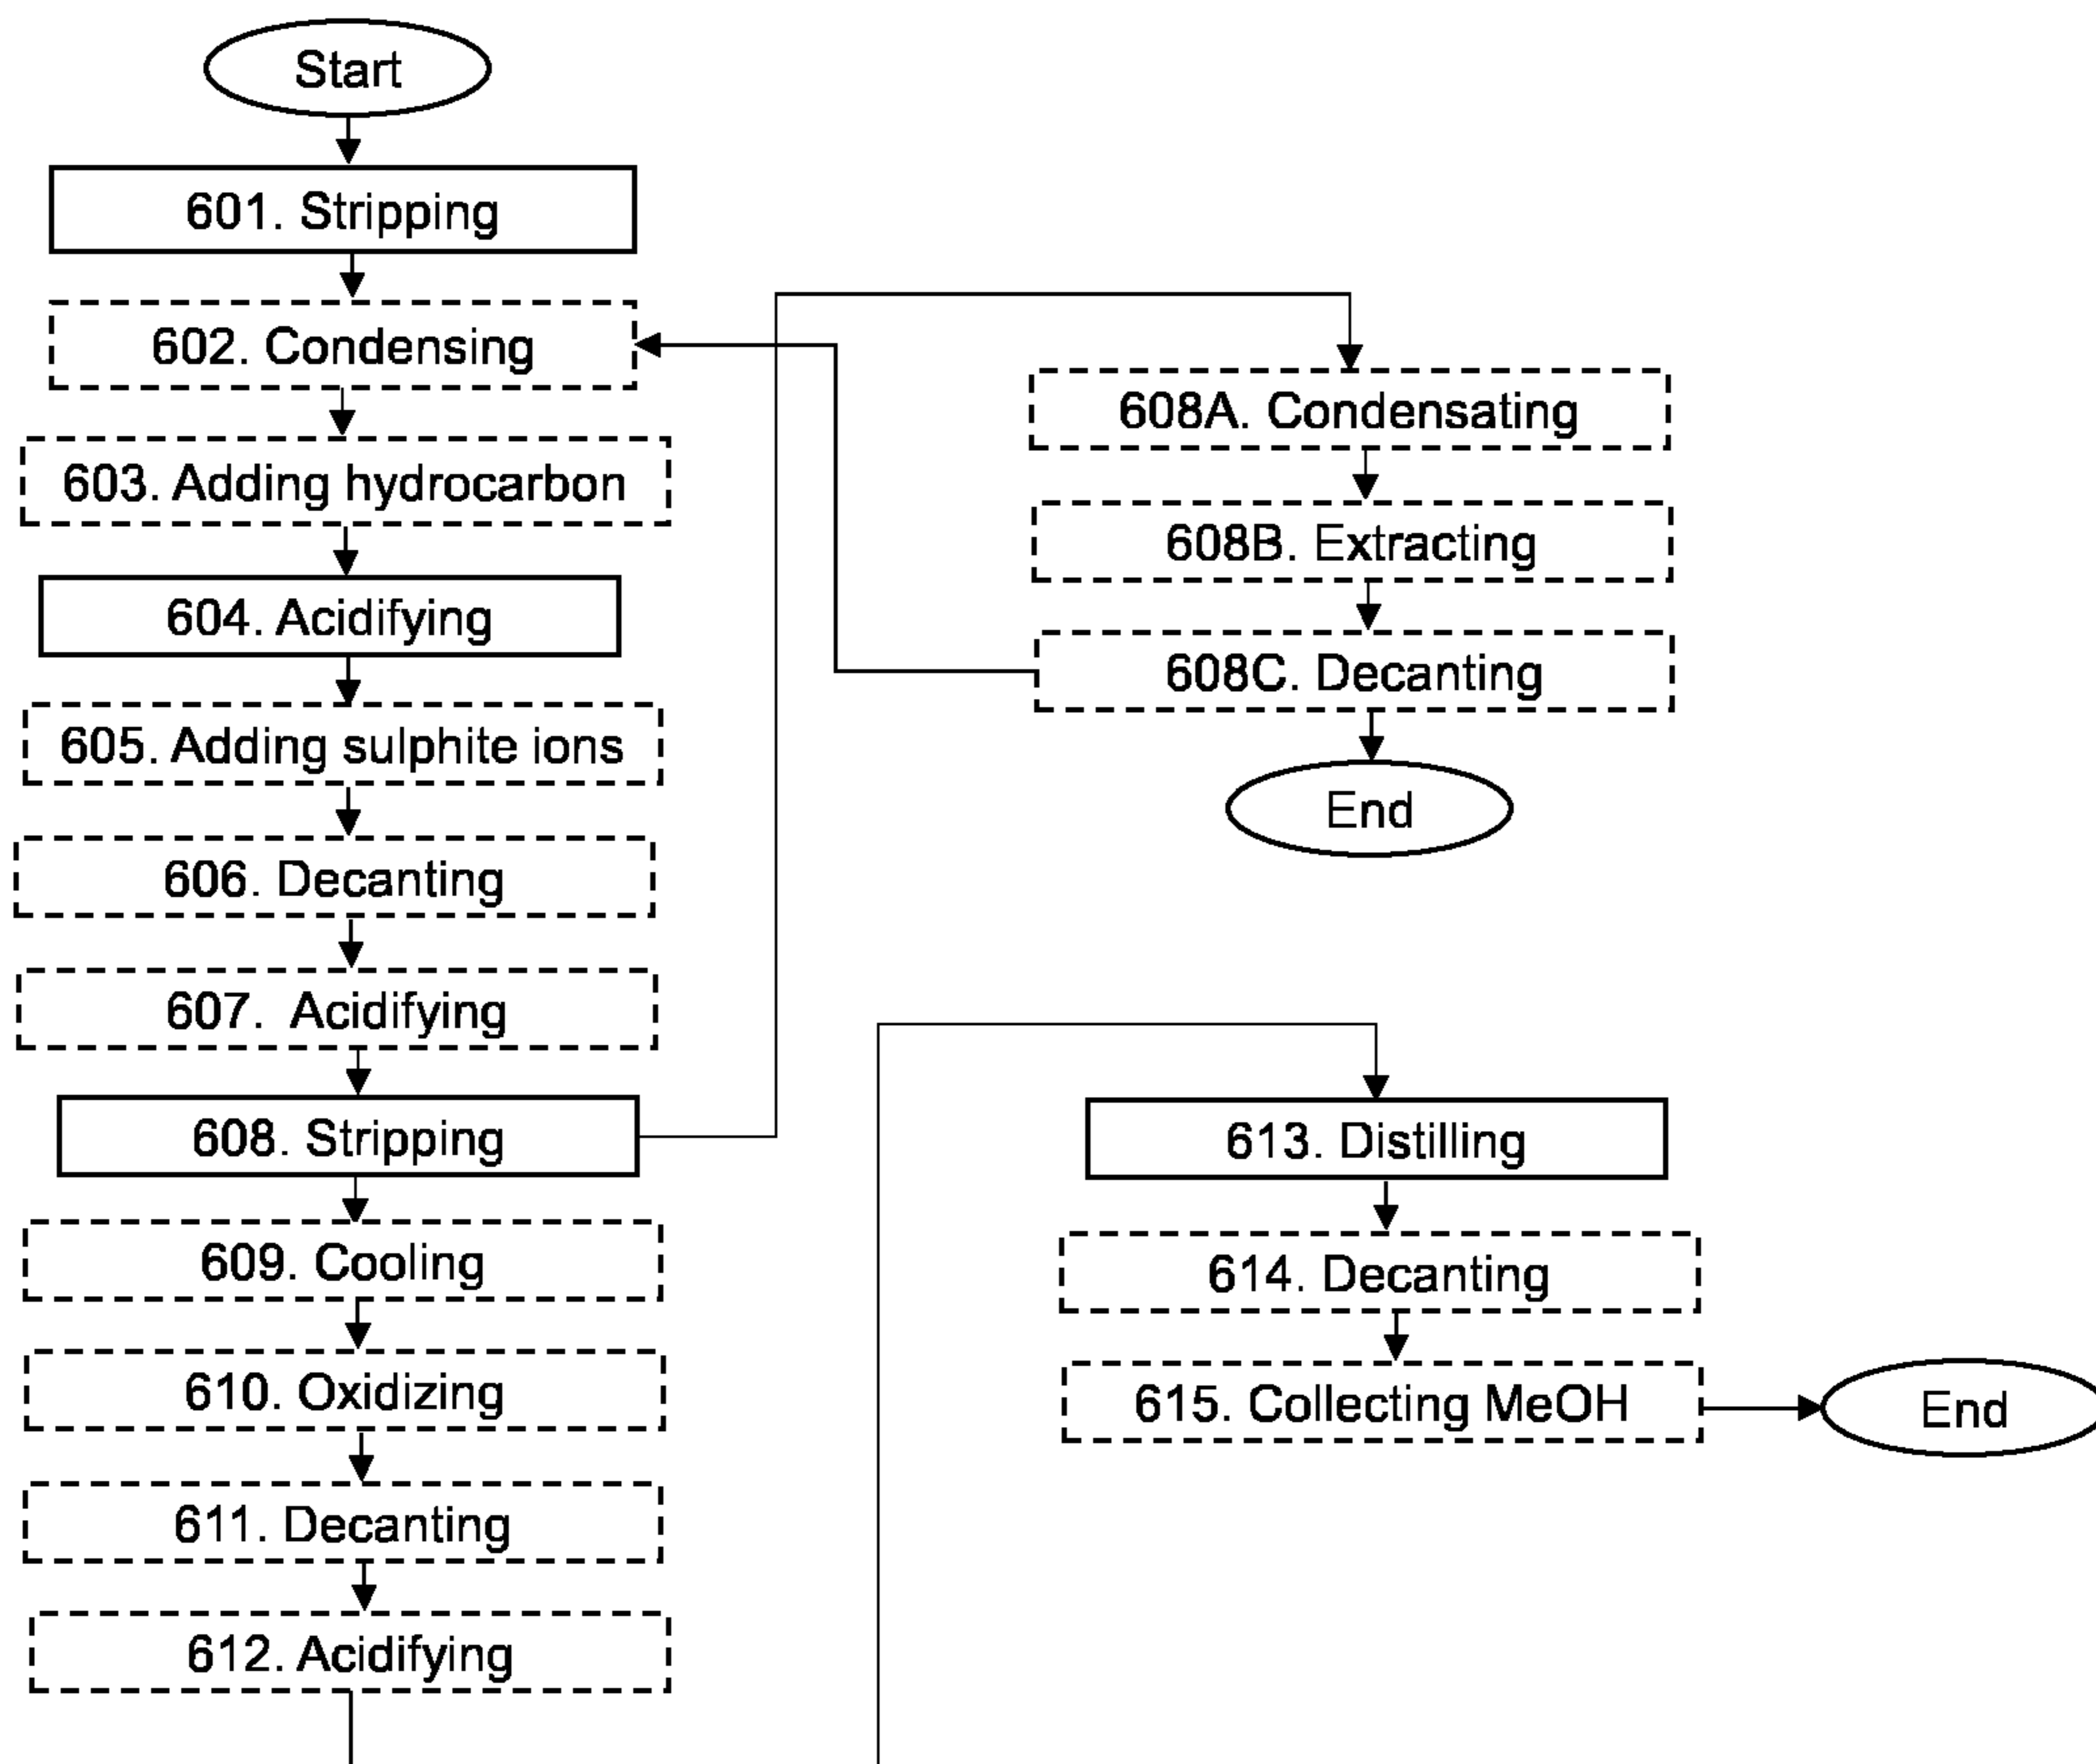 Start
601. Stripping
602. Condensing
603. Adding hydrocarbon
604. Acidifying
605. Adding sulphite ions
606. Decanting
607. Acidifying
608. Stripping
609. Cooling
610. Oxidizing
611. Decanting
612. Acidifying
608A. Condensating
608B. Extracting
608C. Decanting
End
613. Distilling
614. Decanting
615. Collecting MeOH
End